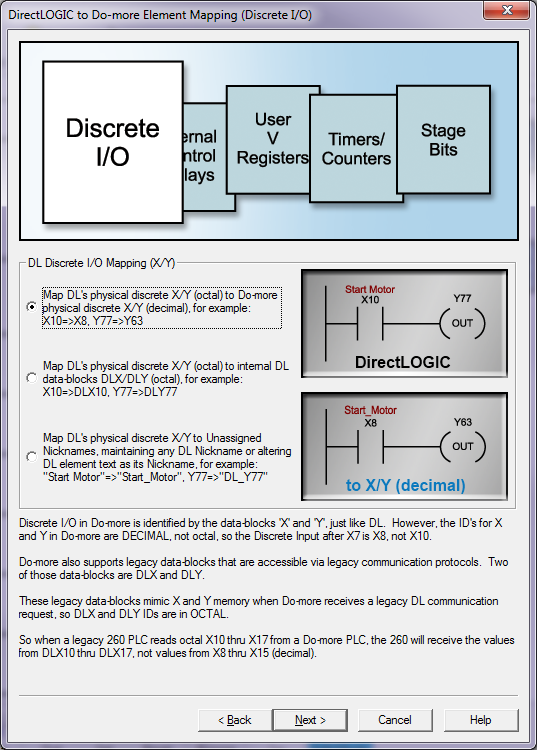 DirectLOGIC to Do-more Element Mapping (Discrete I/O)
Discrete
I/O
ernal
ntrol
lays
User
V
Registers
Timers/
Counters
Stage
Bits
DL Discrete I/O Mapping (X/Y)
Map DL's physical discrete X/Y (octal) to Do-more
physical discrete X/Y (decimal), for example:
X10=>X8, Y77=>Y63
Map DL's physical discrete X/Y (octal) to internal DL
data-blocks DLX/DLY (octal), for example:
X10=>DLX10, Y77=>DLY77
Map DL's physical discrete X/Y to Unassigned
Nicknames, maintaining any DL Nickname or altering
DL element text as its Nickname, for example:
"Start Motor"=>"Start_Motor", Y77=>"DL_Y77"
Start Motor
X10
Y77
OUT
DirectLOGIC
Start_Motor
X8
Y63
OUT
to X/Y (decimal)
Discrete I/O in Do-more is identified by the data-blocks 'X' and 'Y', just like DL.  However, the ID's for X
and Y in Do-more are DECIMAL, not octal, so the Discrete Input after X7 is X8, not X10.
Do-more also supports legacy data-blocks that are accessible via legacy communication protocols.  Two
of those data-blocks are DLX and DLY.
These legacy data-blocks mimic X and Y memory when Do-more receives a legacy DL communication
request, so DLX and DLY IDs are in OCTAL.
So when a legacy 260 PLC reads octal X10 thru X17 from a Do-more PLC, the 260 will receive the values
from DLX10 thru DLX17, not values from X8 thru X15 (decimal).
< Back
Next >
Cancel
Help